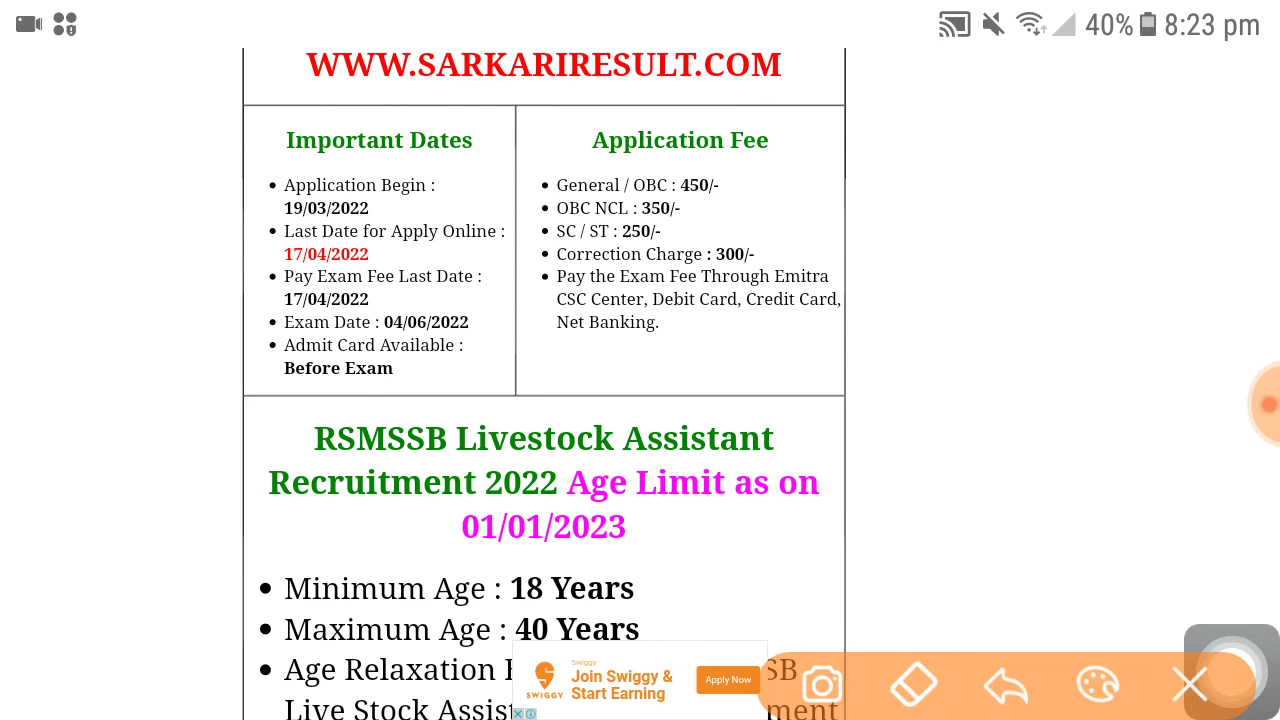 40% 8:23 pm
WWW.SARKARIRESULT.COM
Important Dates
Application Begin :
19/03/2022
Last Date for Apply Online :
17/04/2022
Pay Exam Fee Last Date :
17/04/2022
Exam Date : 04/06/2022
Admit Card Available :
Before Exam
Application Fee
General / OBC : 450/-
OBC NCL : 350/-
SC / ST : 250/-
Correction Charge : 300/-
Pay the Exam Fee Through Emitra
CSC Center, Debit Card, Credit Card,
Net Banking.
RSMSSB Livestock Assistant
Recruitment 2022 Age Limit as on
01/01/2023
Minimum Age : 18 Years
Maximum Age : 40 Years
Age Relaxation SB
Live Stock Assist ment
Swiggy
Join Swiggy &
Start Earning
SWIGGY
Apply Now